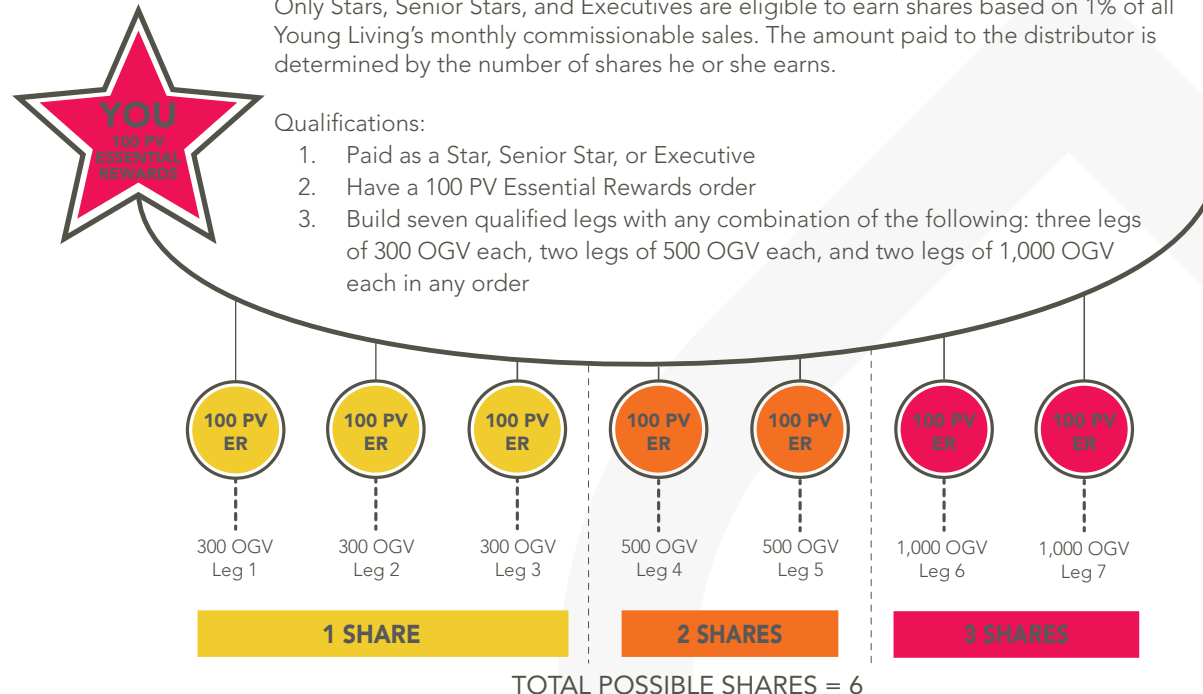 Only Stars, Senior Stars, and Executives are eligible to earn shares based on 1% of all
Young Living’s monthly commissionable sales. The amount paid to the distributor is
determined by the number of shares he or she earns.
YOU
100 PV
ESSENTIAL
REWARDS
Qualifications:
1. Paid as a Star, Senior Star, or Executive
2. Have a 100 PV Essential Rewards order
3. Build seven qualified legs with any combination of the following: three legs
of 300 OGV each, two legs of 500 OGV each, and two legs of 1,000 OGV
each in any order
100 PV
ER
100 PV
ER
100 PV
ER
100 PV
ER
100 PV
ER
100 PV
ER
100 PV
ER
300 OGV
Leg 1
300 OGV
Leg 2
300 OGV
Leg 3
500 OGV
Leg 4
500 OGV
Leg 5
1,000 OGV
Leg 6
1,000 OGV
Leg 7
1 SHARE
2 SHARES
3 SHARES
TOTAL POSSIBLE SHARES = 6